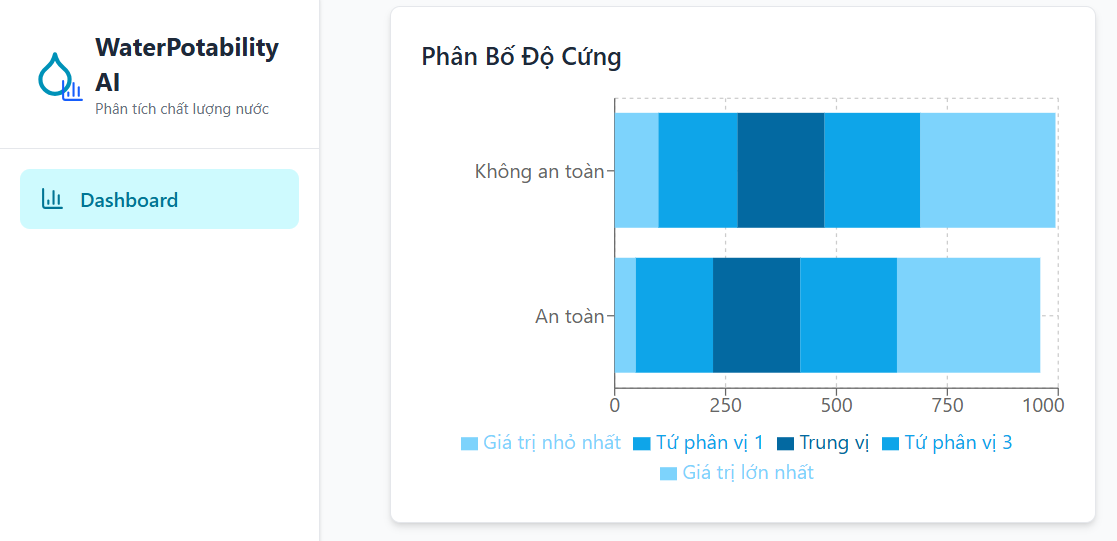 WaterPotability
AI
Phân tích chất lượng nước
Dashboard
Phân Bố Độ Cứng
Không an toàn
An toàn
0 250 500 750 1000
Giá trị nhỏ nhất Tứ phân vị 1 Trung vị Tứ phân vị 3
Giá trị lớn nhất